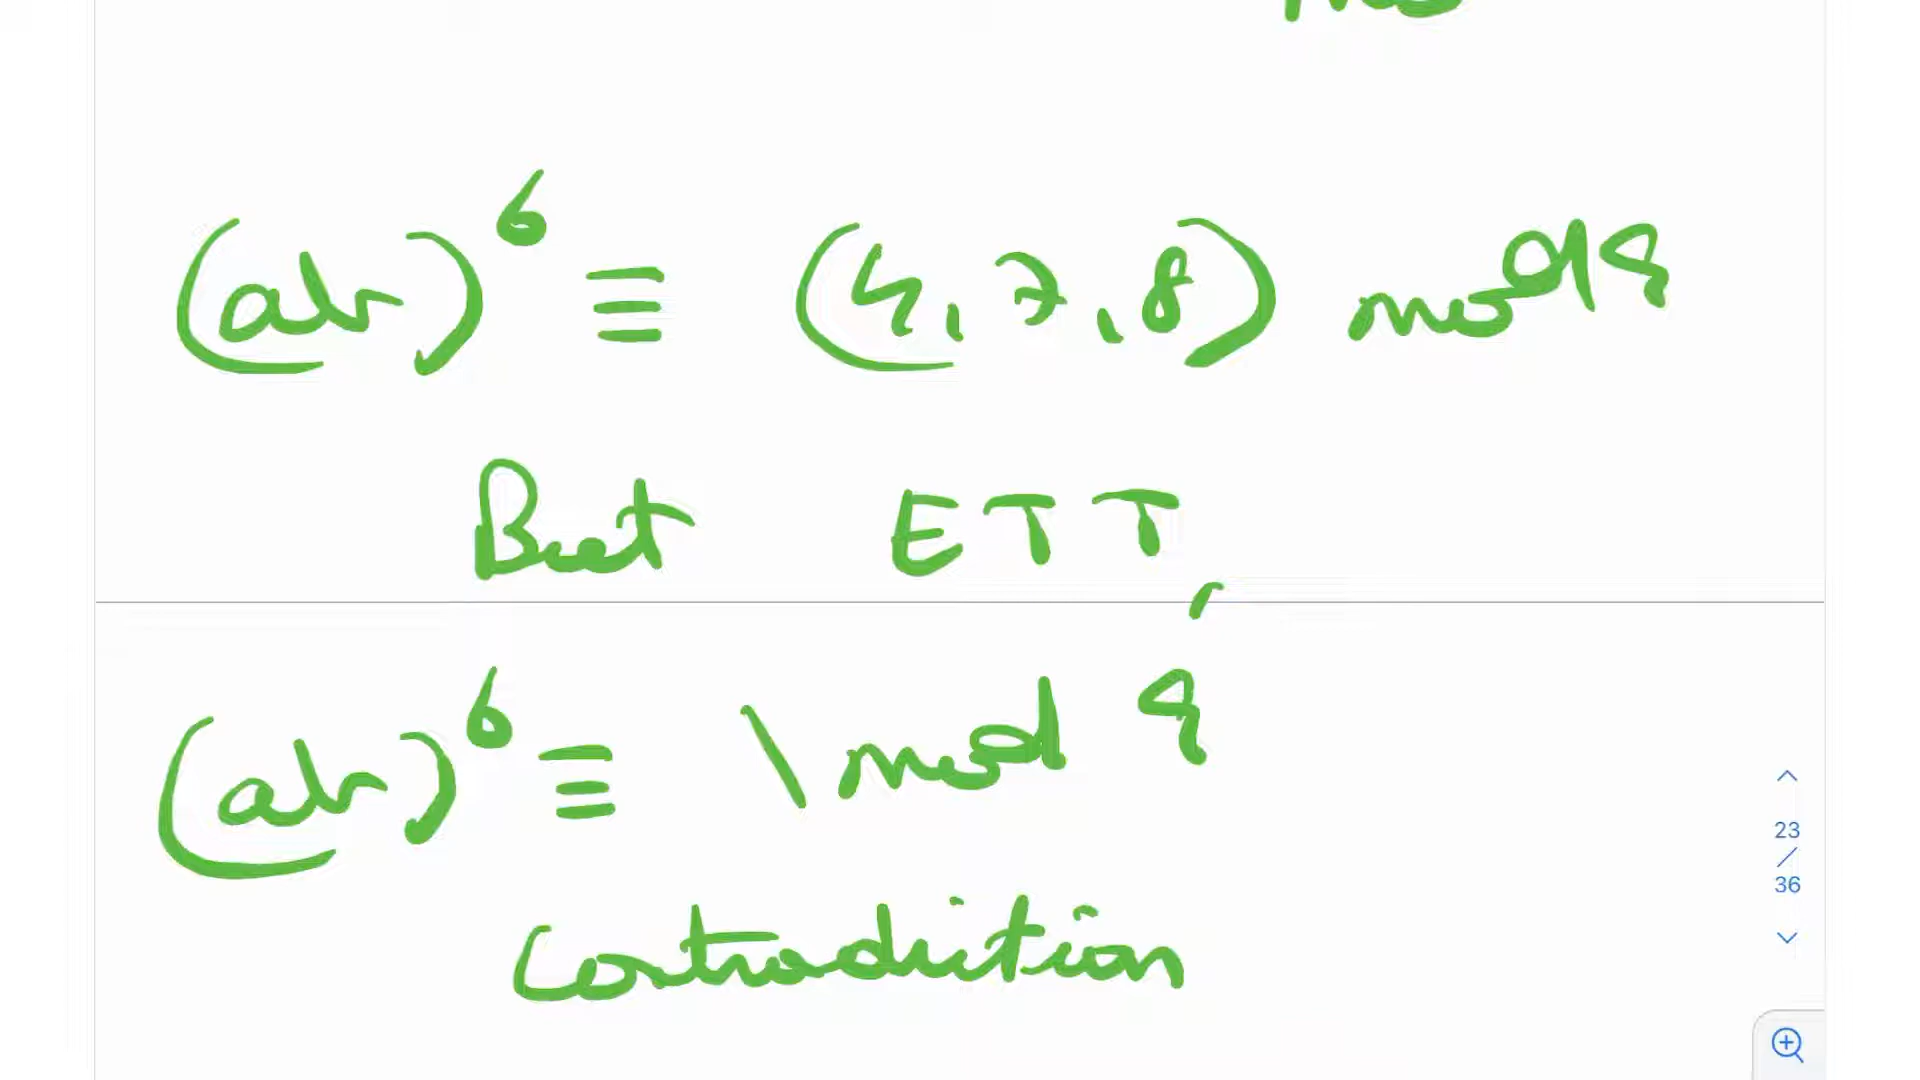 (ab)⁶ ≡ (4, 7, 8) mod 9
But ETT,
(ab)⁶ ≡ 1 mod 9
Contradiction
23
/
36